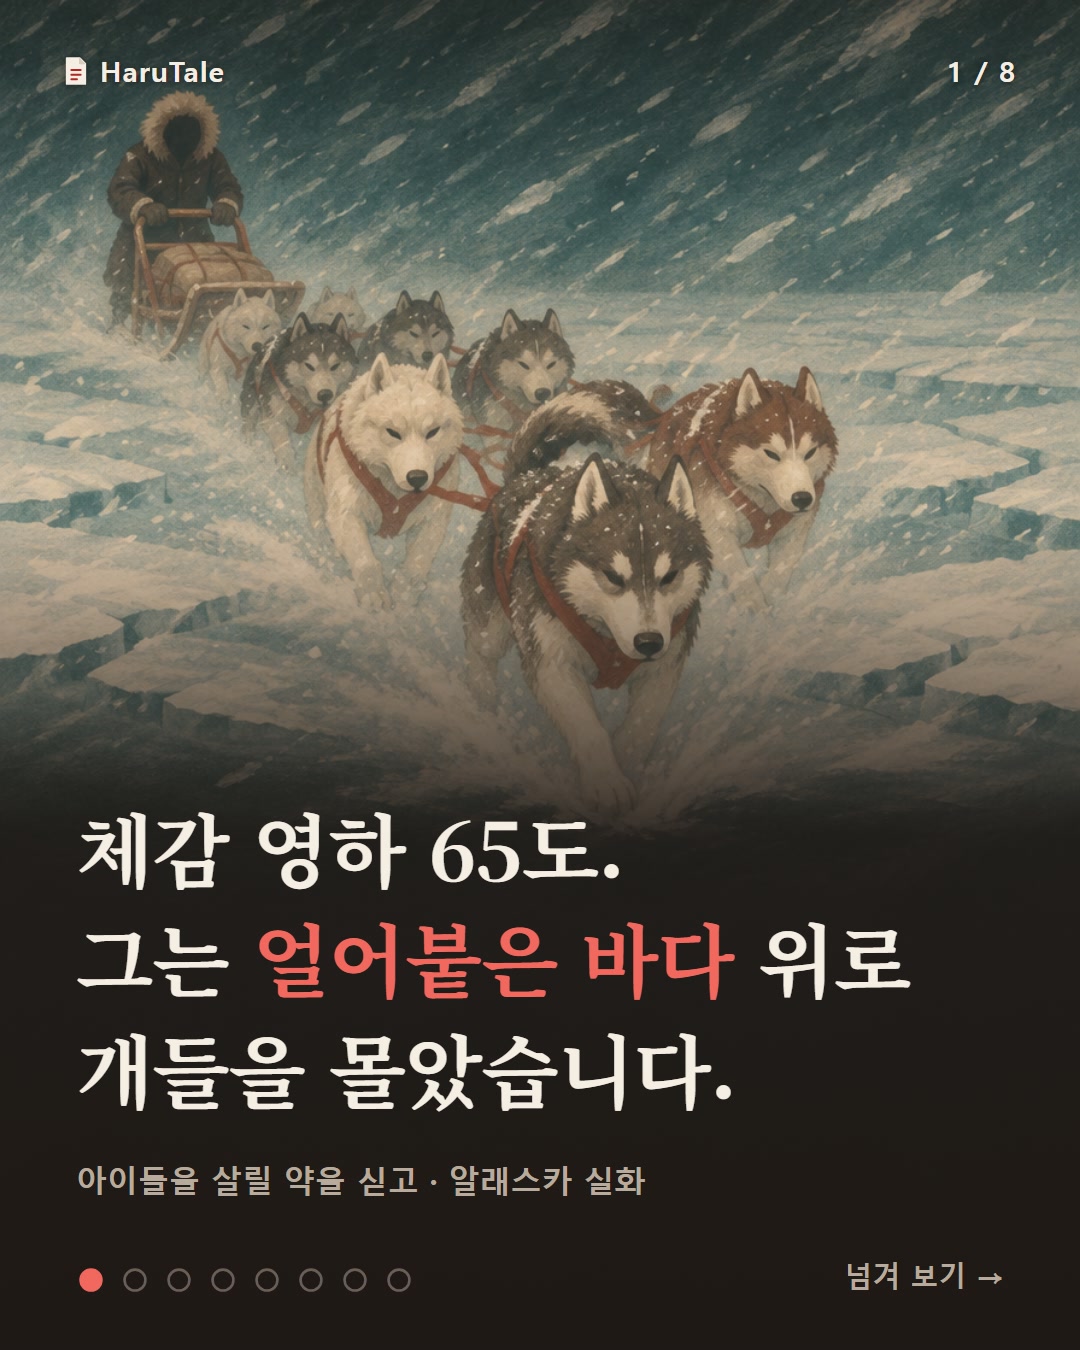 HaruTale
1 / 8
체감 영하 65도.
그는 얼어붙은 바다 위로
개들을 몰았습니다.
아이들을 살릴 약을 싣고 · 알래스카 실화
넘겨 보기 →